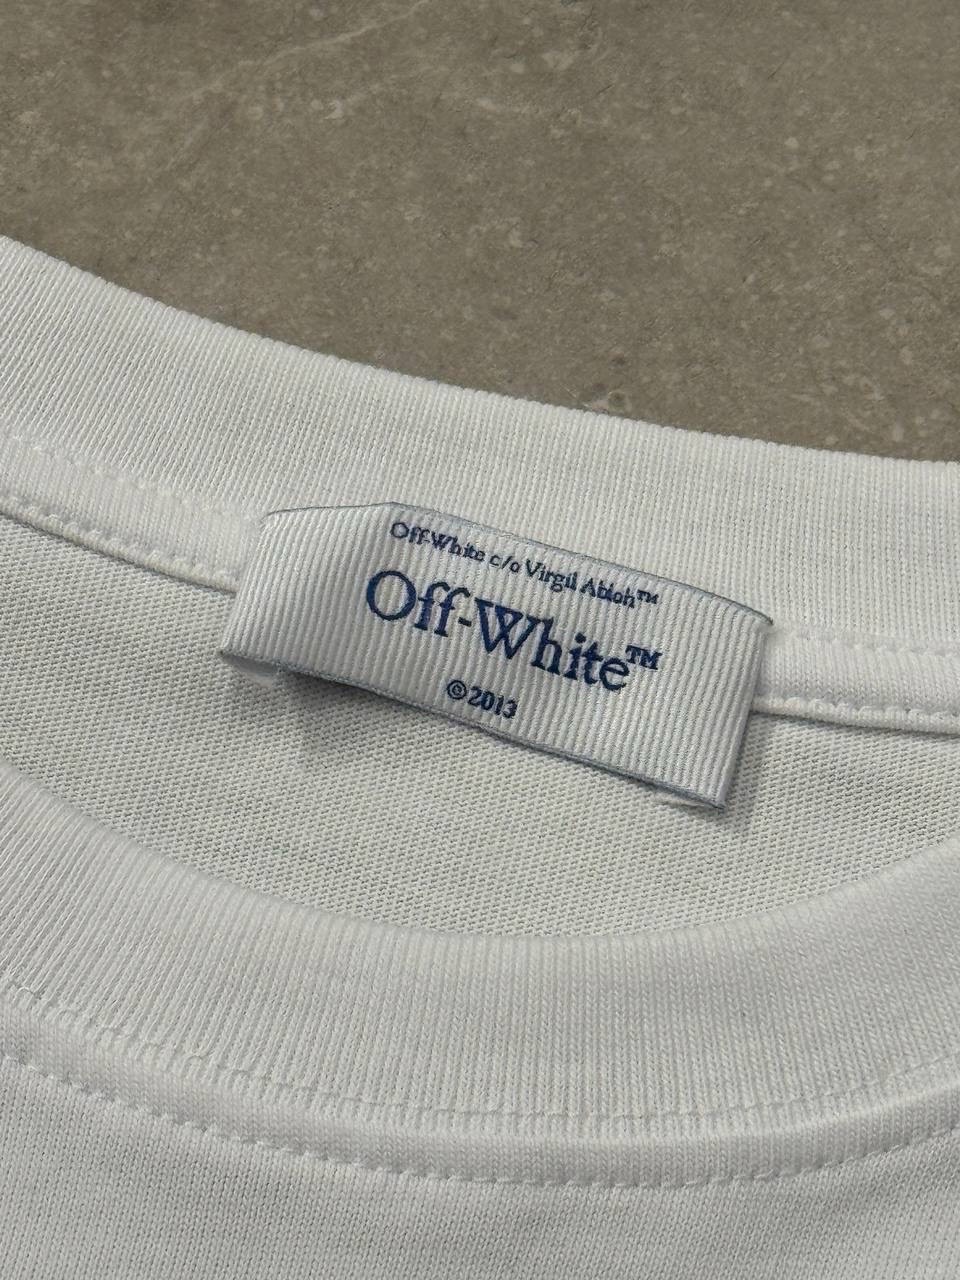 Off-White c/o Virgil Abloh™
Off-White™
©2013